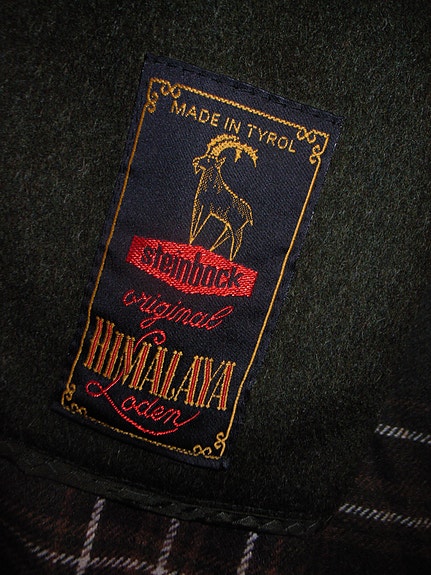 MADE IN TYROL
steinbock
original
HIMALAYA
Loden